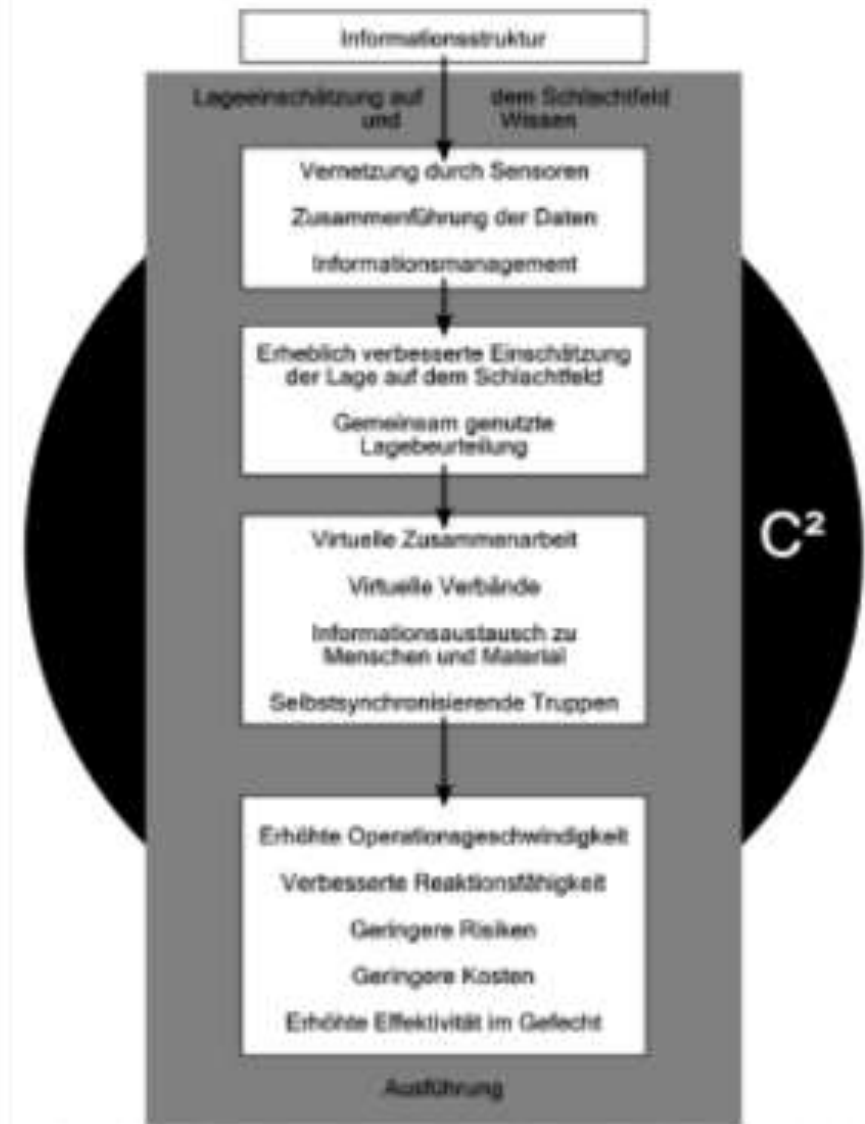 Informationsstruktur
Lageeinschätzung auf dem Schlachtfeld
und Wissen
Vernetzung durch Sensoren
Zusammenführung der Daten
Informationsmanagement
Erheblich verbesserte Einschätzung
der Lage auf dem Schlachtfeld
Gemeinsam genutzte
Lagebeurteilung
Virtuelle Zusammenarbeit
Virtuelle Verbände
Informationsaustausch zu
Menschen und Material
Selbstsynchronisierende Truppen
C²
Erhöhte Operationsgeschwindigkeit
Verbesserte Reaktionsfähigkeit
Geringere Risiken
Geringere Kosten
Erhöhte Effektivität im Gefecht
Ausführung